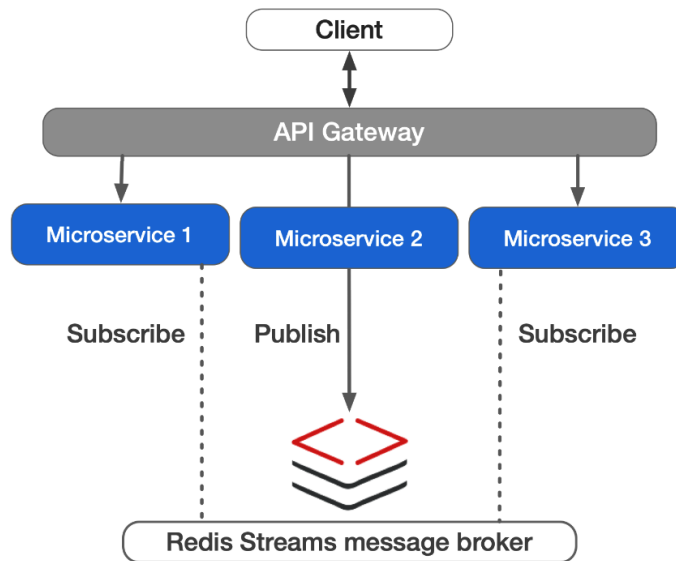 Client
API Gateway
Microservice 1
Microservice 2
Microservice 3
Subscribe
Publish
Subscribe
Redis Streams message broker